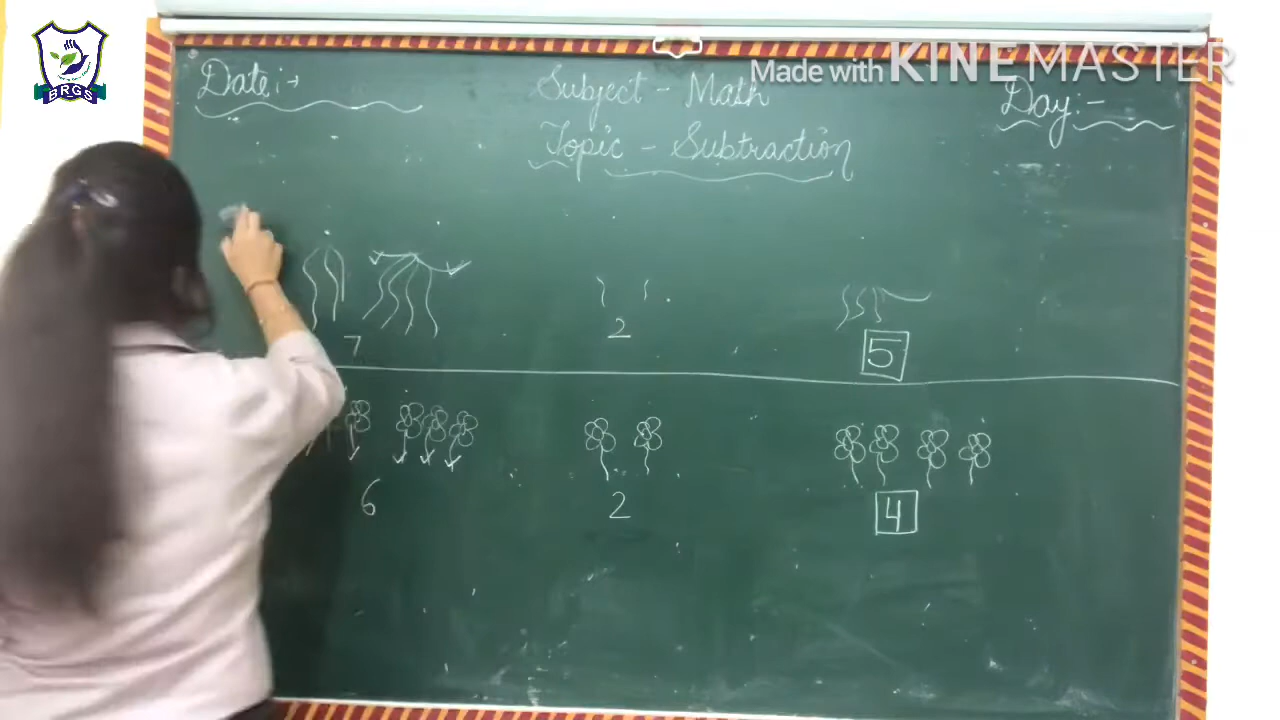 BRGS
Made with KINEMASTER
Date:→
Subject - Math
Day:-
Topic - Subtraction
7 2 5
6 2 4